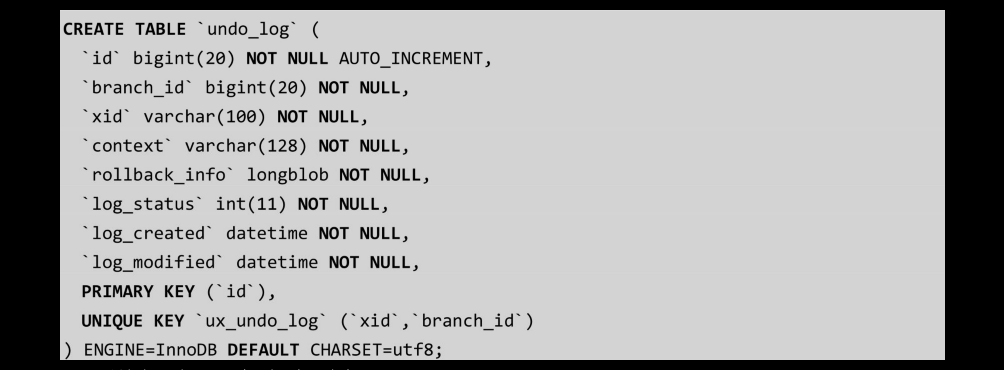 CREATE TABLE `undo_log` (
`id` bigint(20) NOT NULL AUTO_INCREMENT,
`branch_id` bigint(20) NOT NULL,
`xid` varchar(100) NOT NULL,
`context` varchar(128) NOT NULL,
`rollback_info` longblob NOT NULL,
`log_status` int(11) NOT NULL,
`log_created` datetime NOT NULL,
`log_modified` datetime NOT NULL,
PRIMARY KEY (`id`),
UNIQUE KEY `ux_undo_log` (`xid`,`branch_id`)
) ENGINE=InnoDB DEFAULT CHARSET=utf8;